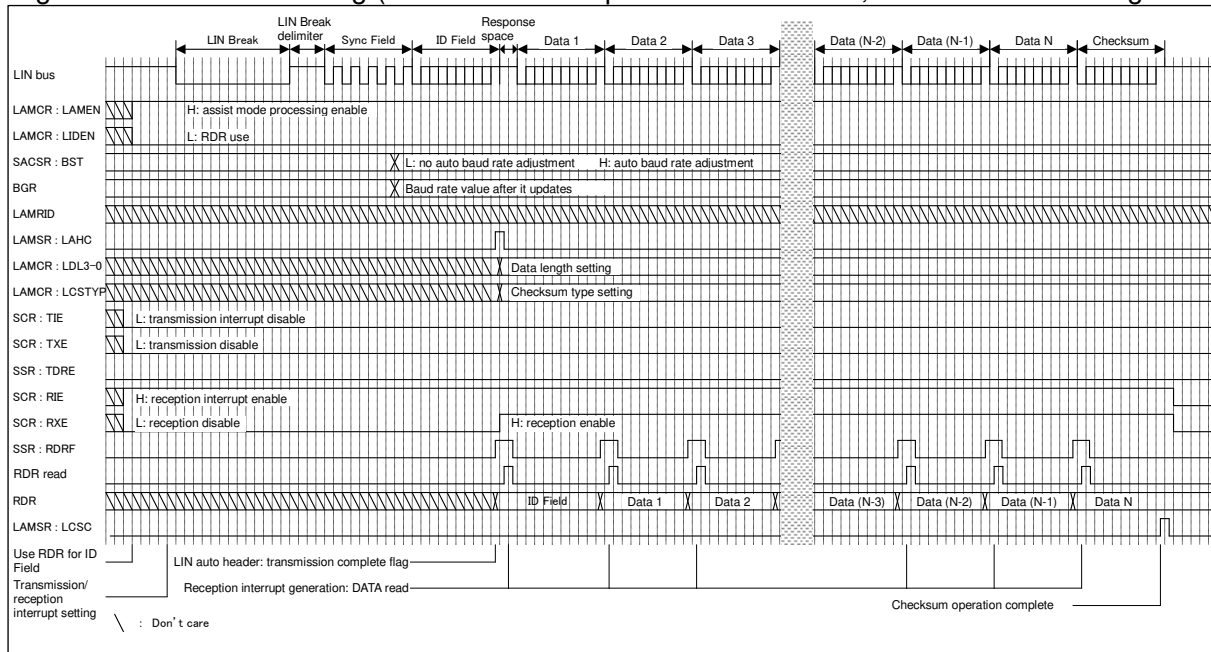 LIN Break
LIN Break
delimiter
Sync Field
ID Field
Response
space
Data 1
Data 2
Data 3
Data (N-2)
Data (N-1)
Data N
Checksum
LIN bus
LAMCR : LAMEN
H: assist mode processing enable
LAMCR : LIDEN
L: RDR use
SACSR : BST
L: no auto baud rate adjustment
H: auto baud rate adjustment
BGR
Baud rate value after it updates
LAMRID
LAMSR : LAHC
LAMCR : LDL3-0
Data length setting
LAMCR : LCSTYP
Checksum type setting
SCR : TIE
L: transmission interrupt disable
SCR : TXE
L: transmission disable
SSR : TDRE
SCR : RIE
H: reception interrupt enable
SCR : RXE
L: reception disable
H: reception enable
SSR : RDRF
RDR read
RDR
ID Field
Data 1
Data 2
Data (N-3)
Data (N-2)
Data (N-1)
Data N
LAMSR : LCSC
Use RDR for ID
Field
LIN auto header: transmission complete flag
Transmission/
reception
interrupt setting
Reception interrupt generation: DATA read
Checksum operation complete
\ : Don't care